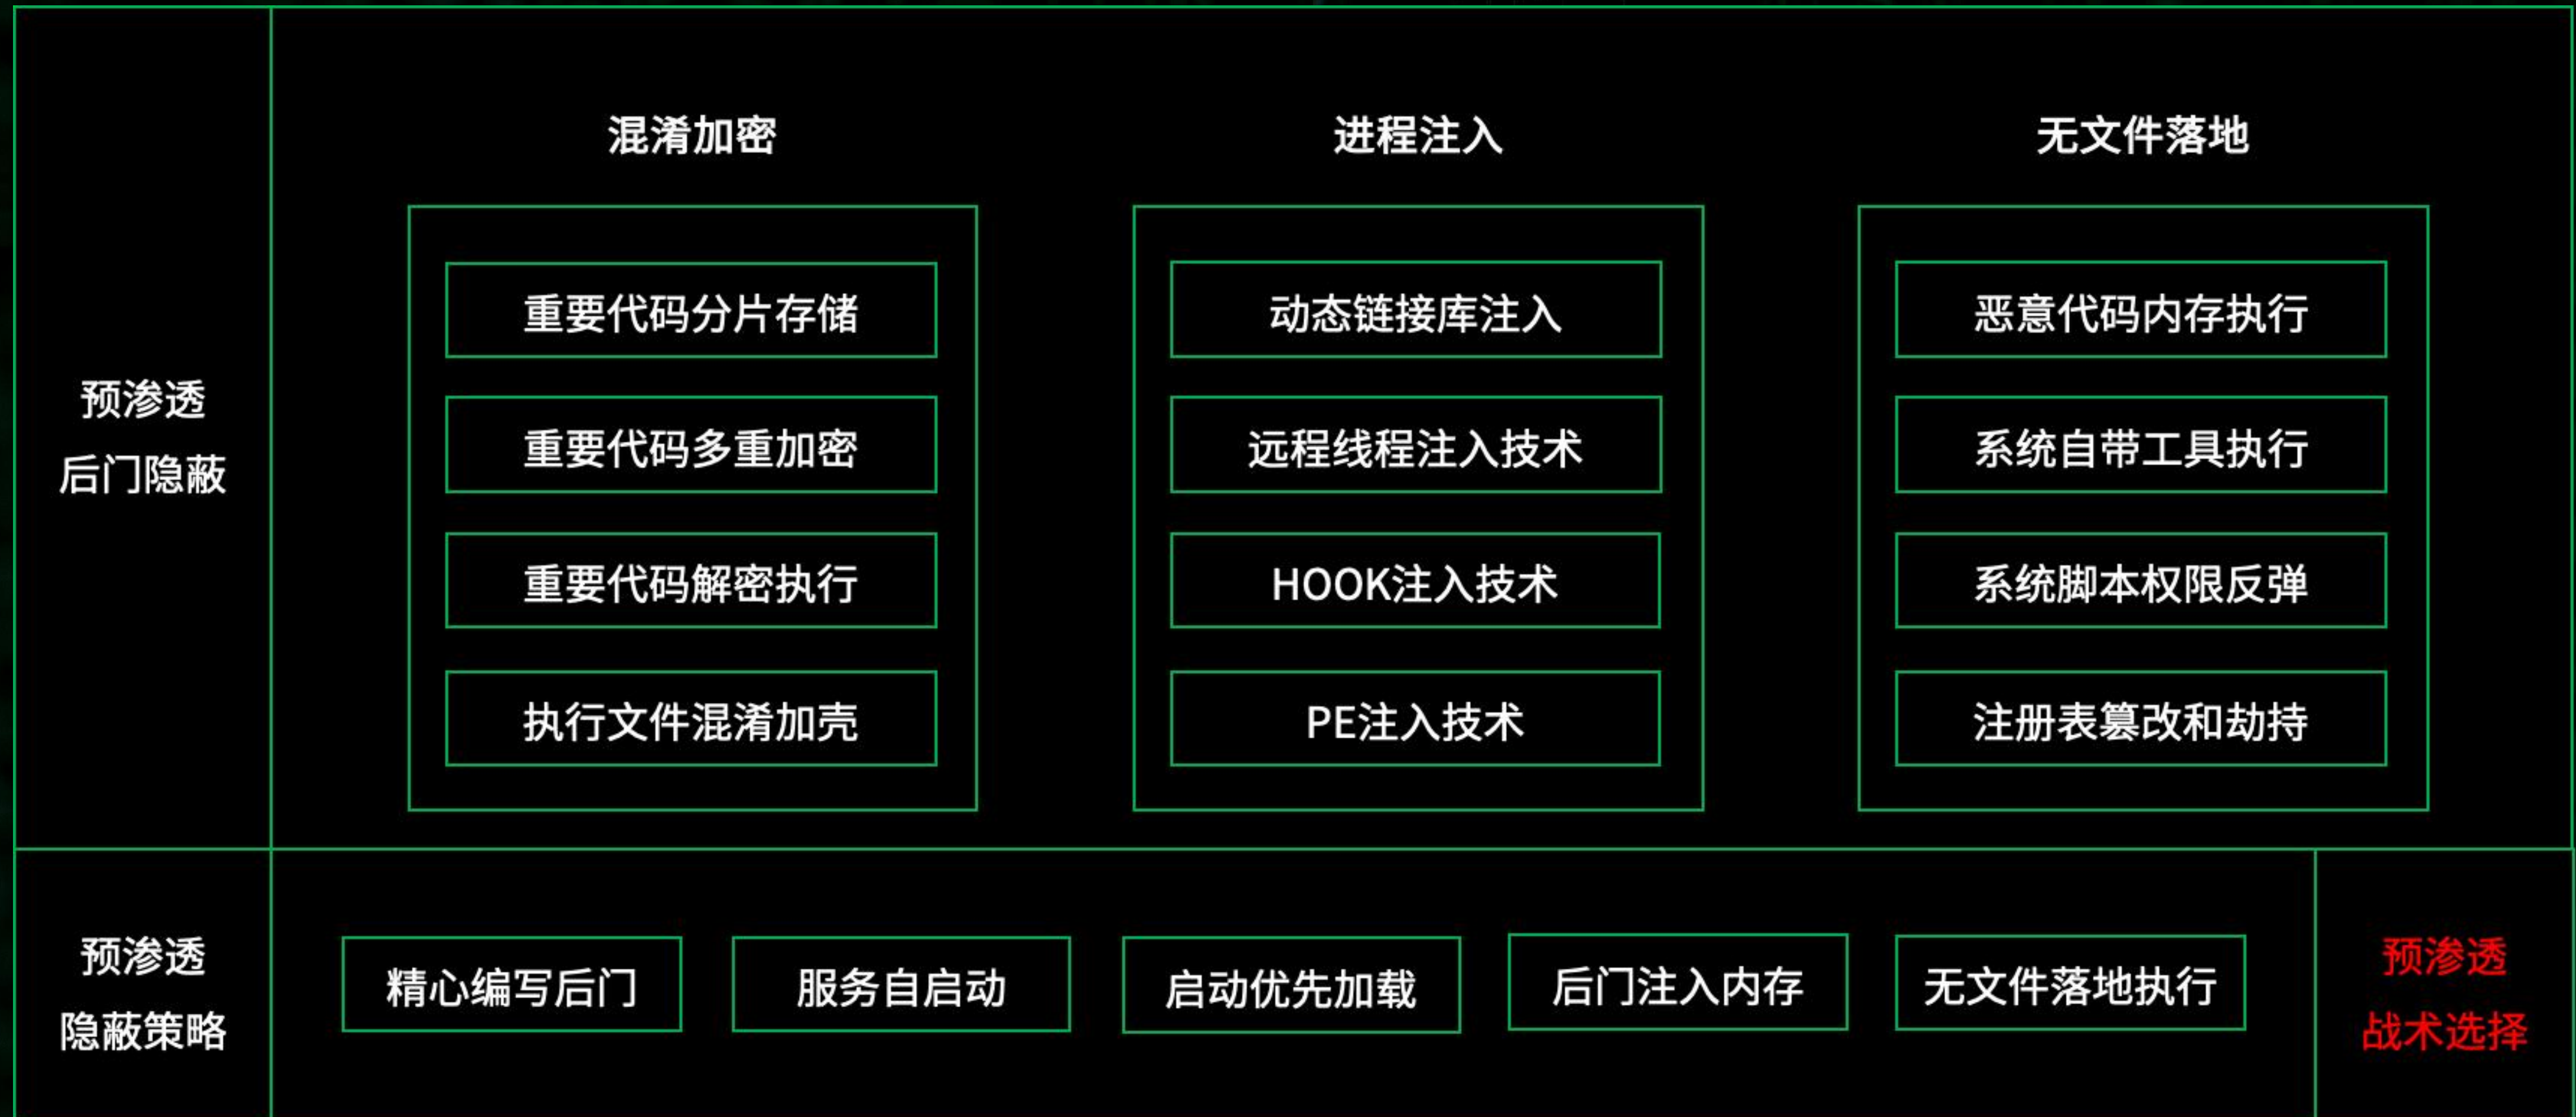 混淆加密
进程注入
无文件落地
预渗透
后门隐蔽
重要代码分片存储
重要代码多重加密
重要代码解密执行
执行文件混淆加壳
动态链接库注入
远程线程注入技术
HOOK注入技术
PE注入技术
恶意代码内存执行
系统自带工具执行
系统脚本权限反弹
注册表篡改和劫持
预渗透
隐蔽策略
精心编写后门
服务自启动
启动优先加载
后门注入内存
无文件落地执行
预渗透
战术选择